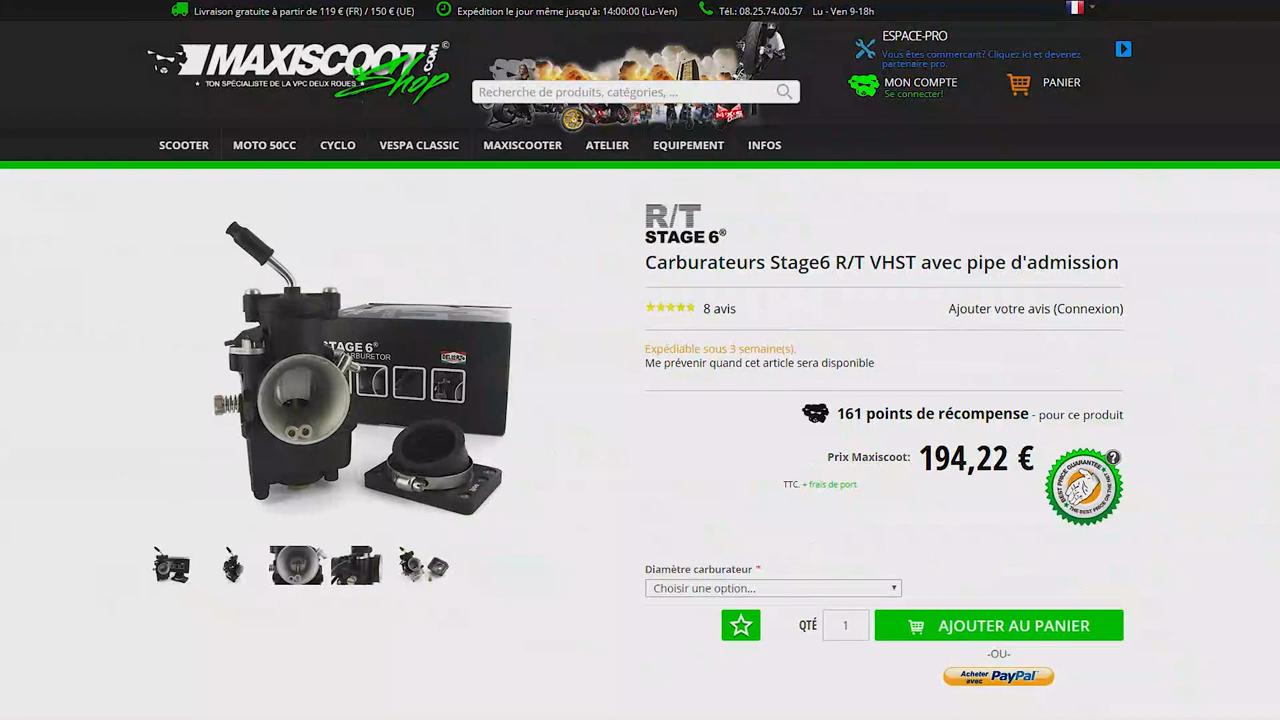 Livraison gratuite à partir de 119 € (FR) / 150 € (UE)
Expédition le jour même jusqu'à: 14:00:00 (Lu-Ven)
Tél.: 08.25.74.00.57 Lu - Ven 9-18h
MAXISCOOT.COM
Shop
TON SPÉCIALISTE DE LA VPC DEUX ROUES
Recherche de produits, catégories, ...
ESPACE-PRO
Vous êtes commerçant? Cliquez ici et devenez
partenaire pro.
MON COMPTE
Se connecter!
PANIER
SCOOTER MOTO 50CC CYCLO VESPA CLASSIC MAXISCOOTER ATELIER EQUIPEMENT INFOS
R/T
STAGE 6®
Carburateurs Stage6 R/T VHST avec pipe d'admission
8 avis
Ajouter votre avis (Connexion)
Expédiable sous 3 semaine(s).
Me prévenir quand cet article sera disponible
161 points de récompense - pour ce produit
Prix Maxiscoot: 194,22 €
TTC. + frais de port
BEST PRICE GUARANTEE
?
STAGE 6®
CARBURETOR
DELL'ORTO
Diamètre carburateur *
Choisir une option...
QTÉ 1
AJOUTER AU PANIER
-OU-
Acheter
avec PayPal